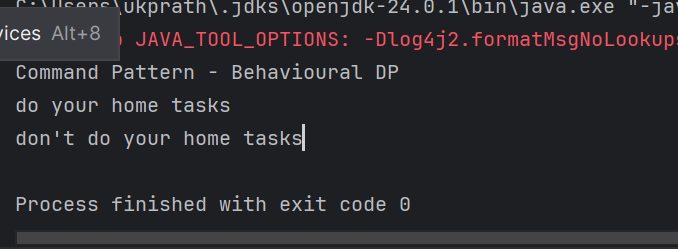 C:\Users\ukprath\.jdks\openjdk-24.0.1\bin\java.exe "-jav
vices Alt+8
JAVA_TOOL_OPTIONS: -Dlog4j2.formatMsgNoLookups
Command Pattern - Behavioural DP
do your home tasks
don't do your home tasks
Process finished with exit code 0